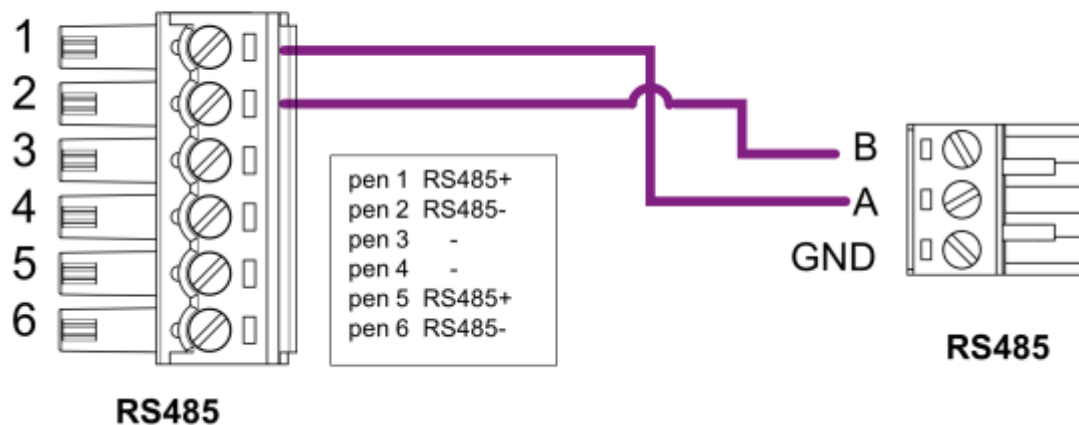 1
2
3
4
5
6
RS485
pen 1 RS485+
pen 2 RS485-
pen 3 -
pen 4 -
pen 5 RS485+
pen 6 RS485-
B
A
GND
RS485